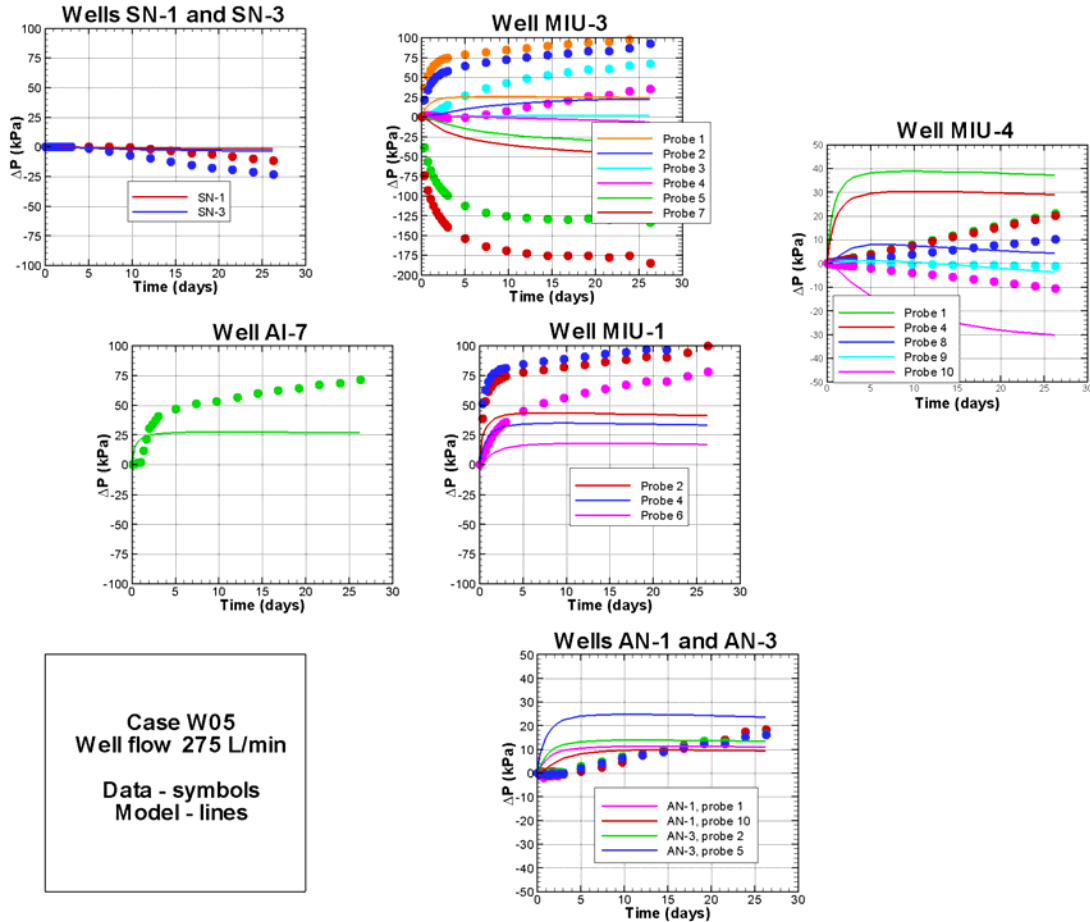 Wells SN-1 and SN-3
100
75
50
25
0
-25
-50
-75
-100
ΔP (kPa)
SN-1
SN-3
0 5 10 15 20 25 30
Time (days)
Well MIU-3
100
75
50
25
0
-25
-50
-75
-100
-125
-150
-175
-200
ΔP (kPa)
Probe 1
Probe 2
Probe 3
Probe 4
Probe 5
Probe 7
0 5 10 15 20 25 30
Time (days)
Well MIU-4
50
40
30
20
10
0
-10
-20
-30
-40
-50
ΔP (kPa)
Probe 1
Probe 4
Probe 8
Probe 9
Probe 10
0 5 10 15 20 25 30
Time (days)
Well AI-7
100
75
50
25
0
-25
-50
-75
-100
ΔP (kPa)
0 5 10 15 20 25 30
Time (days)
Well MIU-1
100
75
50
25
0
-25
-50
-75
-100
ΔP (kPa)
Probe 2
Probe 4
Probe 6
0 5 10 15 20 25 30
Time (days)
Case W05
Well flow 275 L/min
Data - symbols
Model - lines
Wells AN-1 and AN-3
50
40
30
20
10
0
-10
-20
-30
-40
-50
ΔP (kPa)
AN-1, probe 1
AN-1, probe 10
AN-3, probe 2
AN-3, probe 5
0 5 10 15 20 25 30
Time (days)